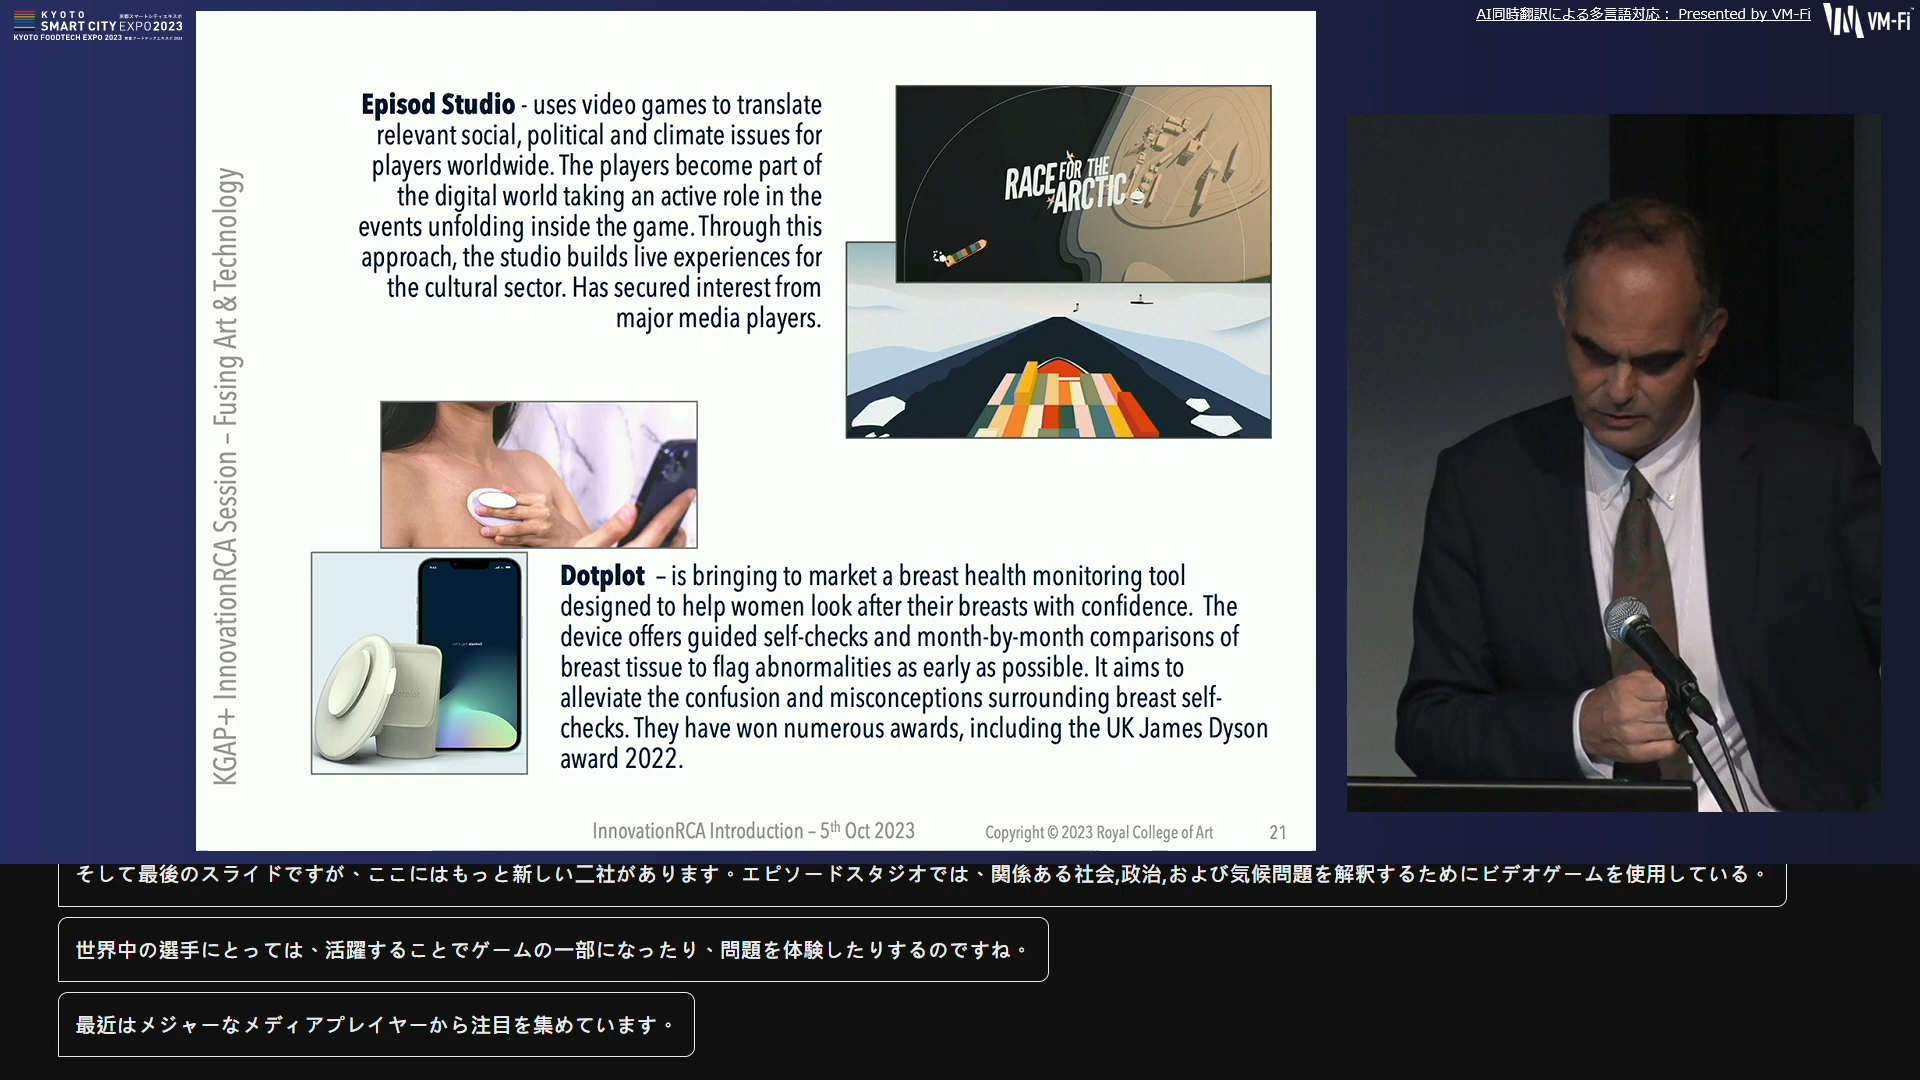 KYOTO
SMART CITY EXPO2023
KYOTO FOODTECH EXPO 2023
AI同時翻訳による多言語対応： Presented by VM-Fi
VM-Fi
KGAP+ InnovationRCA Session – Fusing Art & Technology
Episod Studio - uses video games to translate
relevant social, political and climate issues for
players worldwide. The players become part of
the digital world taking an active role in the
events unfolding inside the game. Through this
approach, the studio builds live experiences for
the cultural sector. Has secured interest from
major media players.
RACE FOR THE
ARCTIC
Dotplot – is bringing to market a breast health monitoring tool
designed to help women look after their breasts with confidence. The
device offers guided self-checks and month-by-month comparisons of
breast tissue to flag abnormalities as early as possible. It aims to
alleviate the confusion and misconceptions surrounding breast self-
checks. They have won numerous awards, including the UK James Dyson
award 2022.
InnovationRCA Introduction – 5th Oct 2023
Copyright © 2023 Royal College of Art
21
そして最後のスライドですが、ここにはもっと新しい二社があります。エピソードスタジオでは、関係ある社会,政治,および気候問題を解釈するためにビデオゲームを使用している。
世界中の選手にとっては、活躍することでゲームの一部になったり、問題を体験したりするのですね。
最近はメジャーなメディアプレイヤーから注目を集めています。